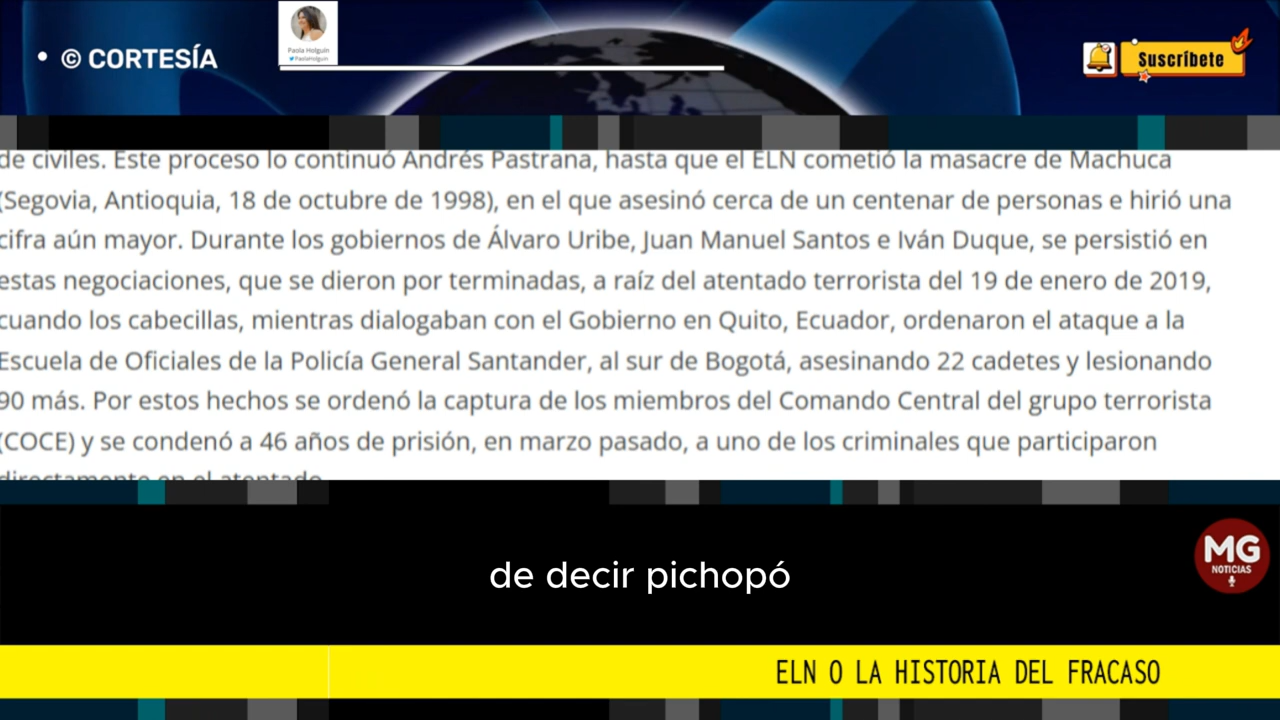 • © CORTESÍA
Paola Holguín
@PaolaHolguin
Suscríbete
de civiles. Este proceso lo continuó Andrés Pastrana, hasta que el ELN cometió la masacre de Machuca
(Segovia, Antioquia, 18 de octubre de 1998), en el que asesinó cerca de un centenar de personas e hirió una
cifra aún mayor. Durante los gobiernos de Álvaro Uribe, Juan Manuel Santos e Iván Duque, se persistió en
estas negociaciones, que se dieron por terminadas, a raíz del atentado terrorista del 19 de enero de 2019,
cuando los cabecillas, mientras dialogaban con el Gobierno en Quito, Ecuador, ordenaron el ataque a la
Escuela de Oficiales de la Policía General Santander, al sur de Bogotá, asesinando 22 cadetes y lesionando
90 más. Por estos hechos se ordenó la captura de los miembros del Comando Central del grupo terrorista
(COCE) y se condenó a 46 años de prisión, en marzo pasado, a uno de los criminales que participaron
directamente en el atentado
de decir pichopó
MG
NOTICIAS
ELN O LA HISTORIA DEL FRACASO